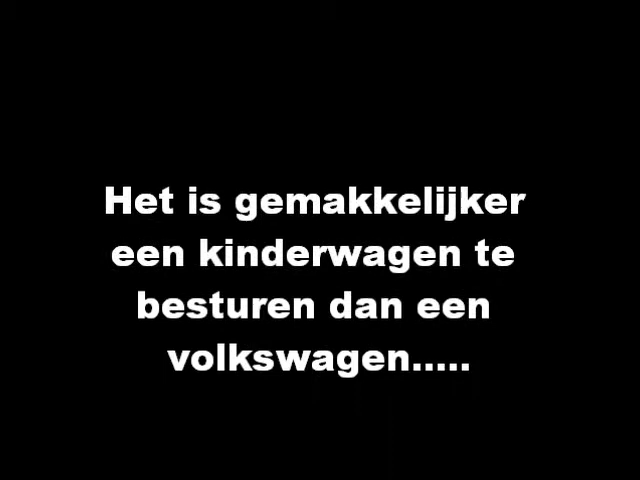 Het is gemakkelijker
een kinderwagen te
besturen dan een
volkswagen.....